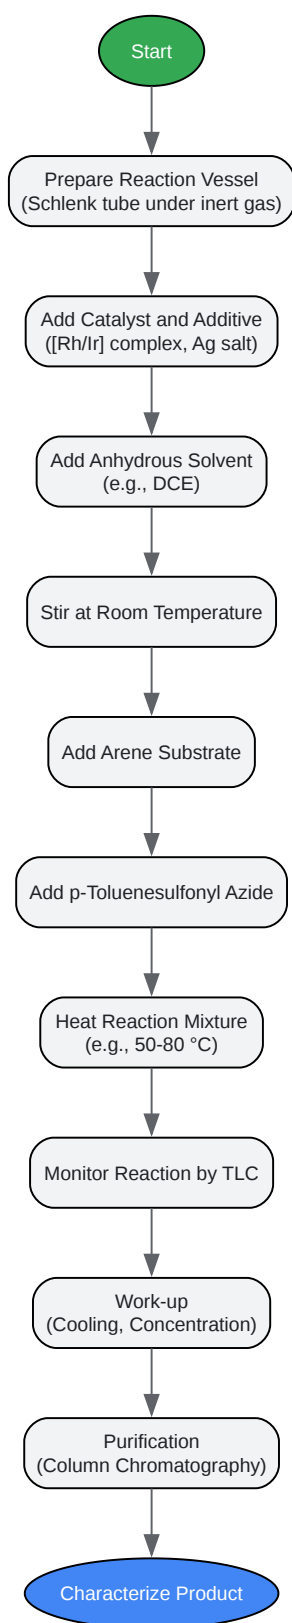 Start
Prepare Reaction Vessel
(Schlenk tube under inert gas)
Add Catalyst and Additive
([Rh/Ir] complex, Ag salt)
Add Anhydrous Solvent
(e.g., DCE)
Stir at Room Temperature
Add Arene Substrate
Add p-Toluenesulfonyl Azide
Heat Reaction Mixture
(e.g., 50-80 °C)
Monitor Reaction by TLC
Work-up
(Cooling, Concentration)
Purification
(Column Chromatography)
Characterize Product